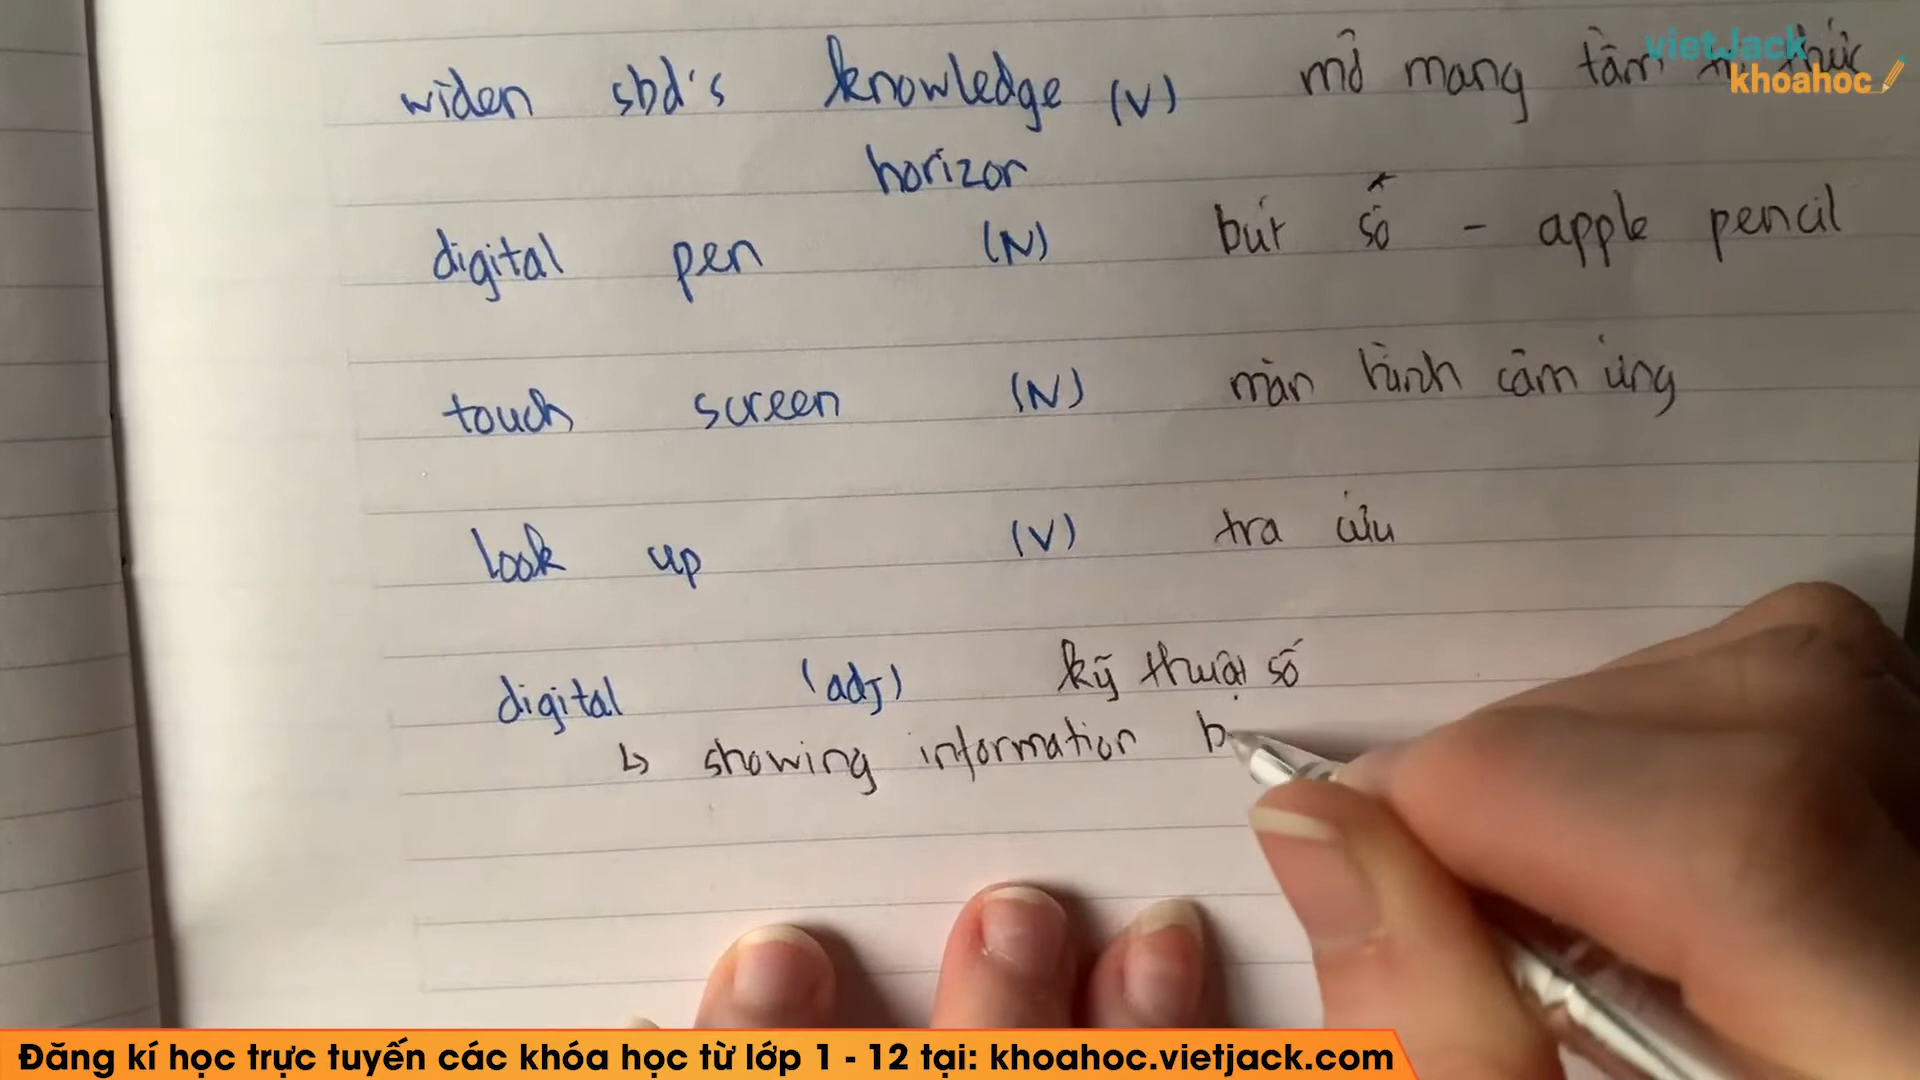 vietJack
khoahoc
widen sbd's knowledge (v) mở mang tầm thức
horizon
digital pen (N) bút số - apple pencil
touch screen (N) màn hình cảm ứng
look up (v) tra cứu
digital (adj) kỹ thuật số
↳ showing information b
Đăng kí học trực tuyến các khóa học từ lớp 1 - 12 tại: khoahoc.vietjack.com